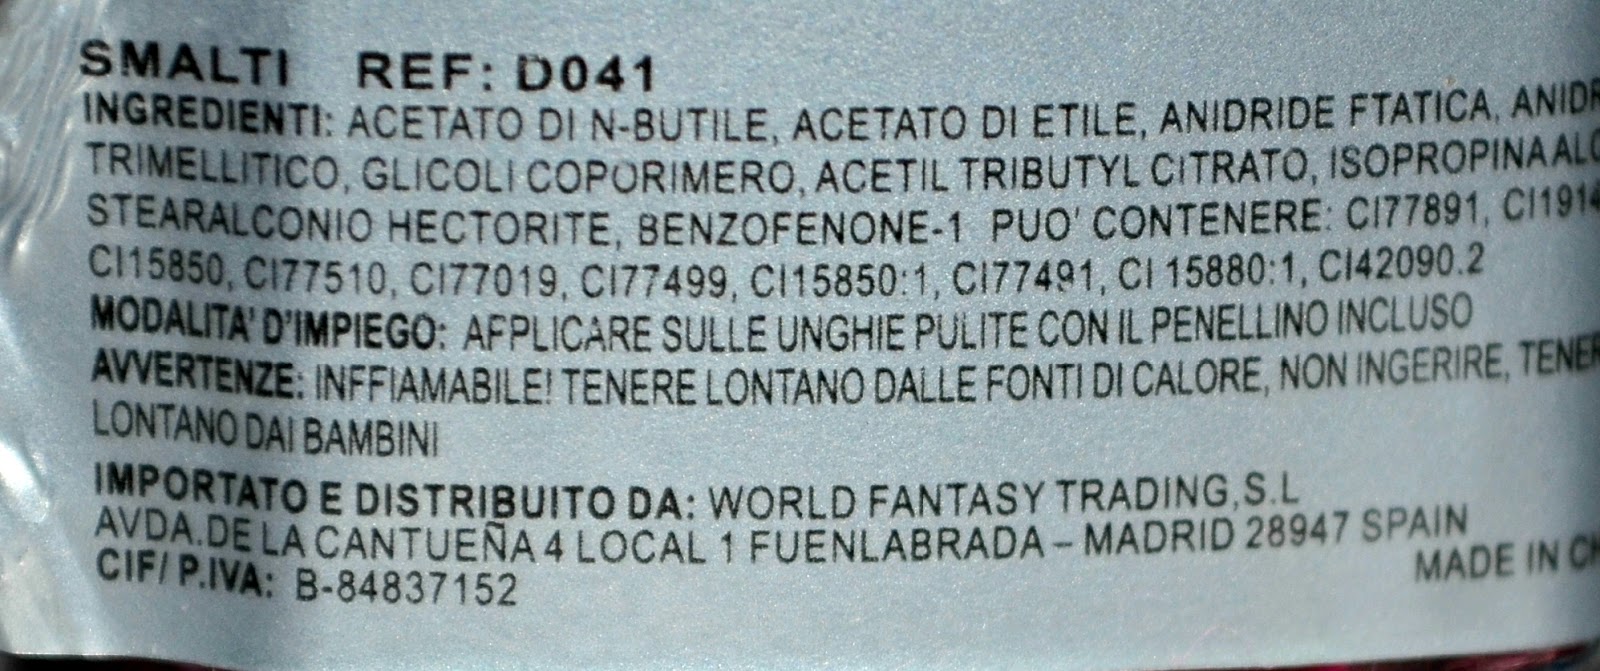 SMALTI REF: D041
INGREDIENTI: ACETATO DI N-BUTILE, ACETATO DI ETILE, ANIDRIDE FTATICA, ANIDR
TRIMELLITICO, GLICOLI COPORIMERO, ACETIL TRIBUTYL CITRATO, ISOPROPINA ALC
STEARALCONIO HECTORITE, BENZOFENONE-1 PUO' CONTENERE: CI77891, CI1914
CI15850, CI77510, CI77019, CI77499, CI15850:1, CI77491, CI 15880:1, CI42090.2
MODALITA' D'IMPIEGO: APPLICARE SULLE UNGHIE PULITE CON IL PENELLINO INCLUSO
AVVERTENZE: INFFIAMABILE! TENERE LONTANO DALLE FONTI DI CALORE, NON INGERIRE, TENER
LONTANO DAI BAMBINI
IMPORTATO E DISTRIBUITO DA: WORLD FANTASY TRADING,S.L
AVDA.DE LA CANTUEÑA 4 LOCAL 1 FUENLABRADA – MADRID 28947 SPAIN
CIF/ P.IVA: B-84837152
MADE IN CH